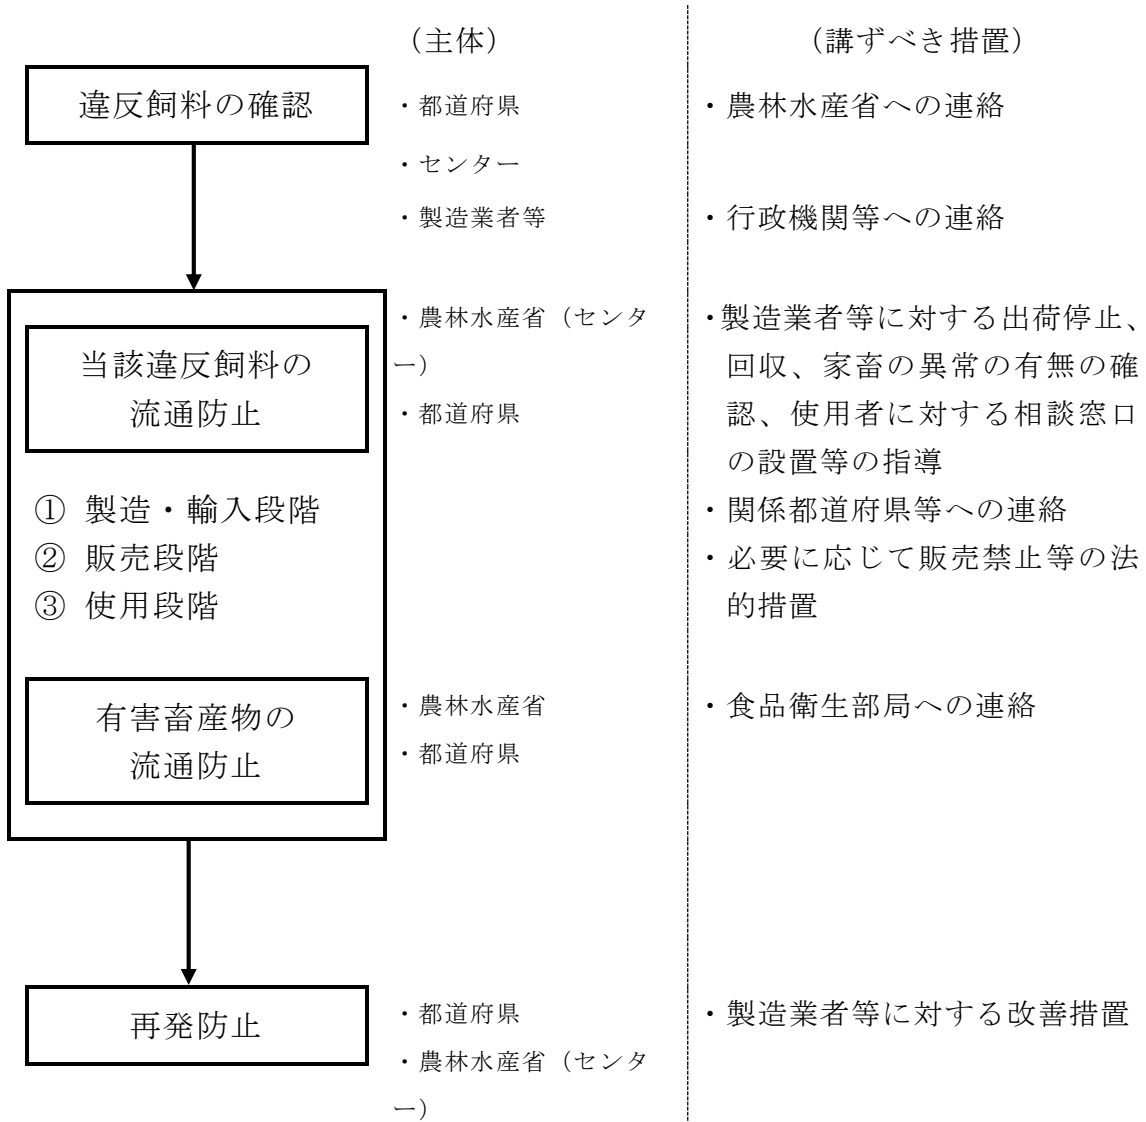 （主体）
（講ずべき措置）
違反飼料の確認
・都道府県
・農林水産省への連絡
・センター
・製造業者等
・行政機関等への連絡
当該違反飼料の
流通防止
① 製造・輸入段階
② 販売段階
③ 使用段階
・農林水産省（センタ
ー）
・都道府県
・製造業者等に対する出荷停止、
回収、家畜の異常の有無の確
認、使用者に対する相談窓口
の設置等の指導
・関係都道府県等への連絡
・必要に応じて販売禁止等の法
的措置
有害畜産物の
流通防止
・農林水産省
・都道府県
・食品衛生部局への連絡
再発防止
・都道府県
・農林水産省（センタ
ー）
・製造業者等に対する改善措置